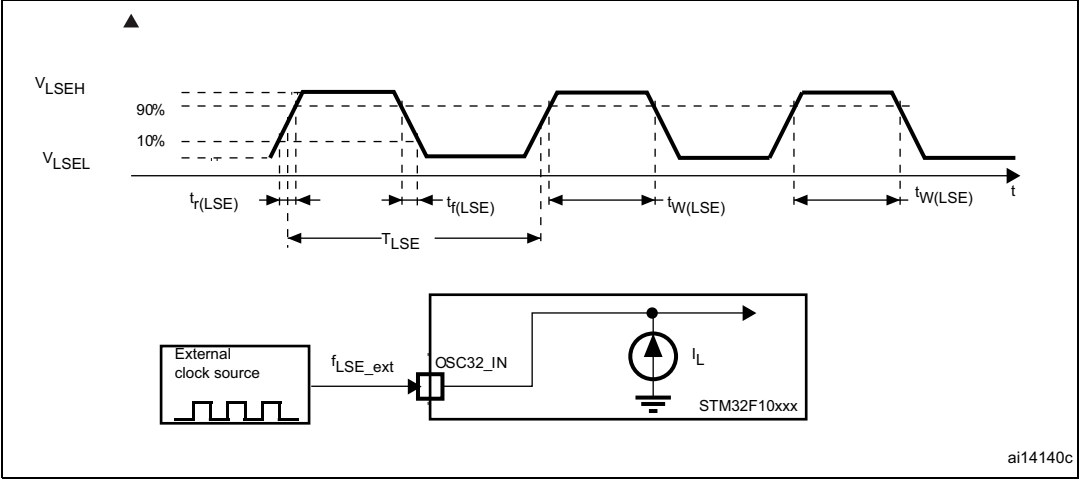 VLSEH
90%
10%
VLSEL
tr(LSE)
tf(LSE)
tW(LSE)
tW(LSE)
t
TLSE
External
clock source
fLSE_ext
OSC32_IN
IL
STM32F10xxx
ai14140c